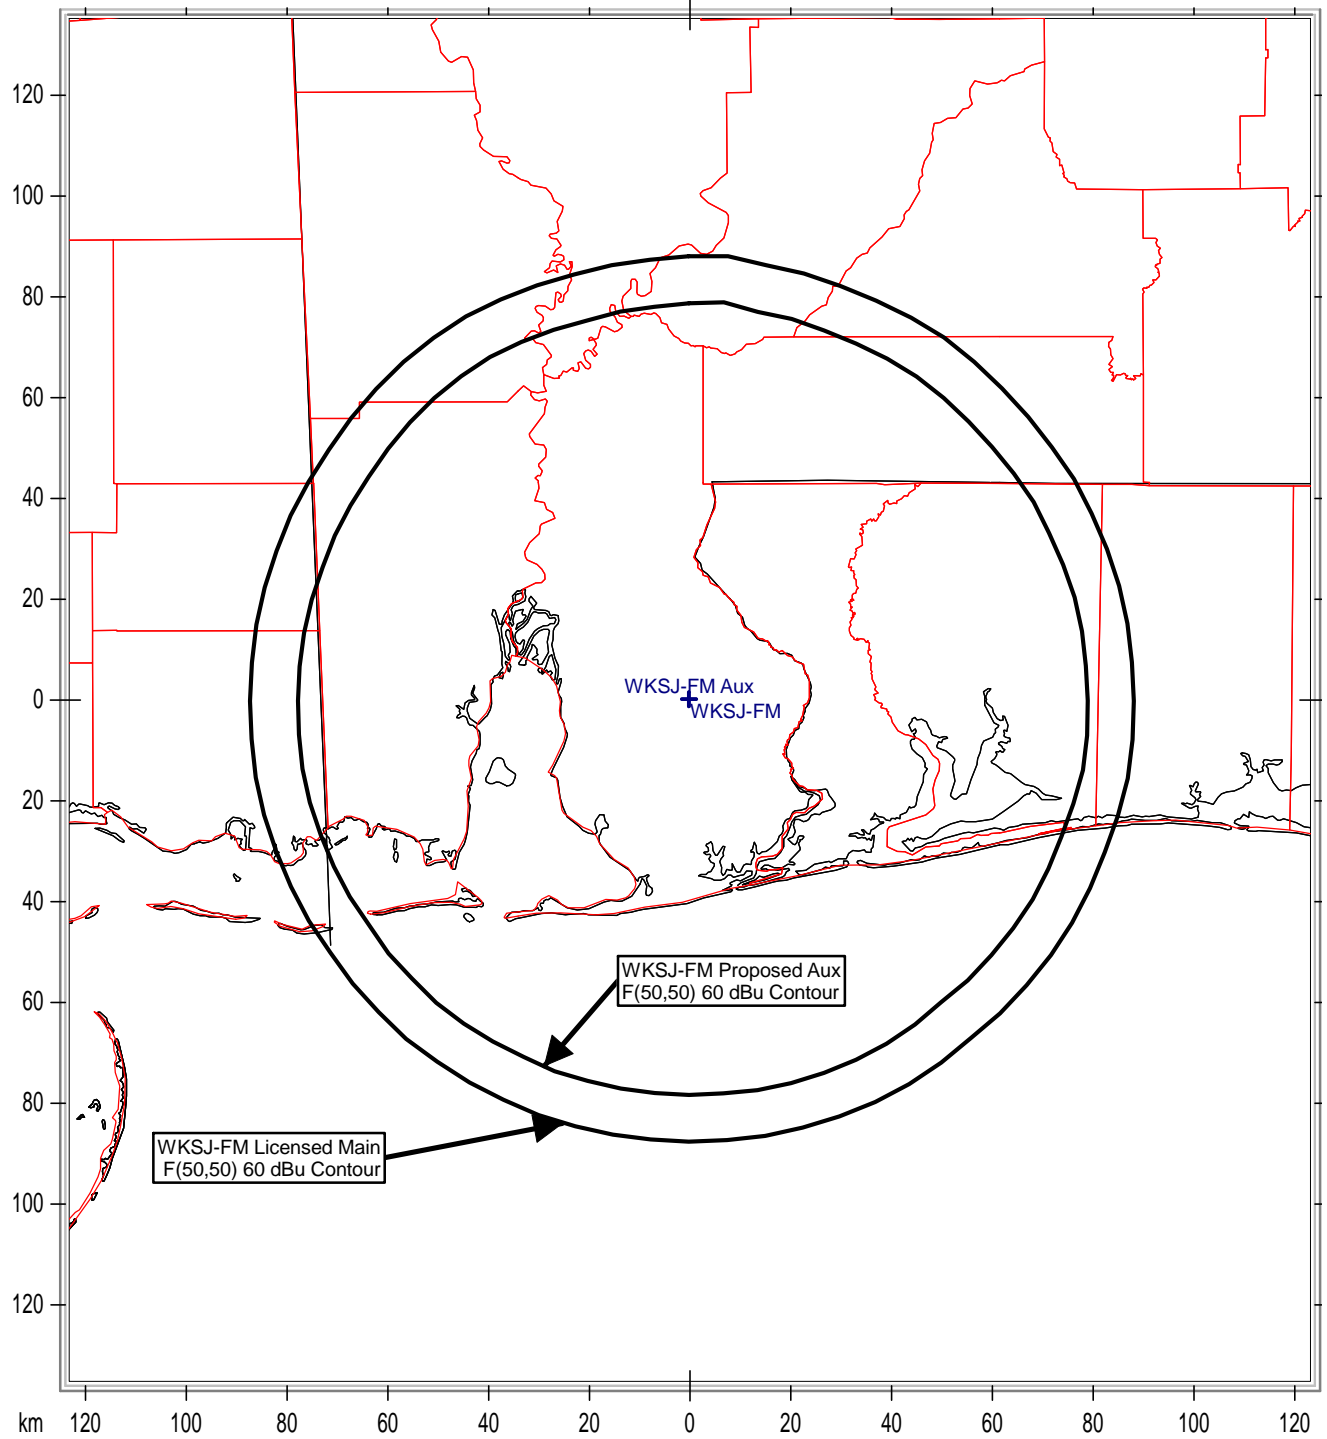 120
100
80
60
40
20
0
20
40
60
80
100
120
WKSJ-FM Aux
WKSJ-FM
WKSJ-FM Proposed Aux
F(50,50) 60 dBu Contour
WKSJ-FM Licensed Main
F(50,50) 60 dBu Contour
km 120 100 80 60 40 20 0 20 40 60 80 100 120